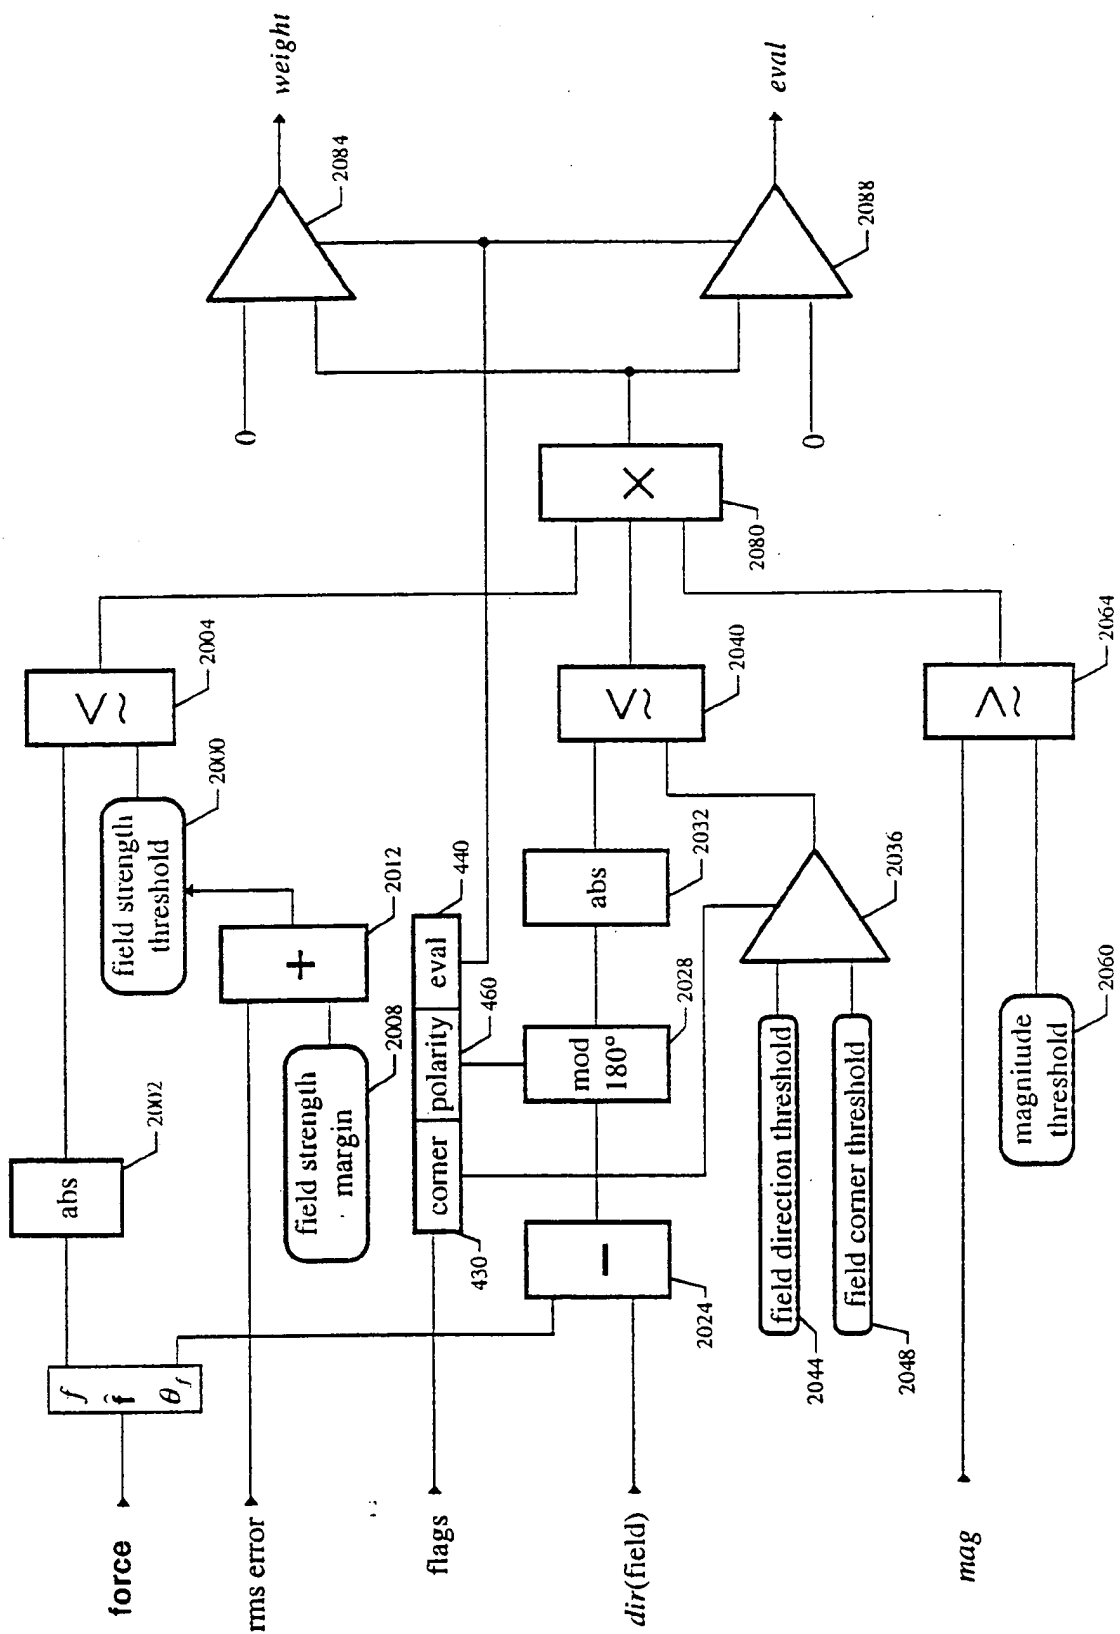 force
f
f̂
θf
abs
2002
field strength
threshold
2000
≲
2004
rms error
field strength
margin
2008
+
2012
flags
corner
polarity
eval
430
460
440
dir(field)
−
2024
mod
180°
2028
abs
2032
≲
2040
field direction threshold
2044
field corner threshold
2048
2036
mag
magnitude
threshold
2060
≳
2064
×
2080
0
2084
weight
0
2088
eval